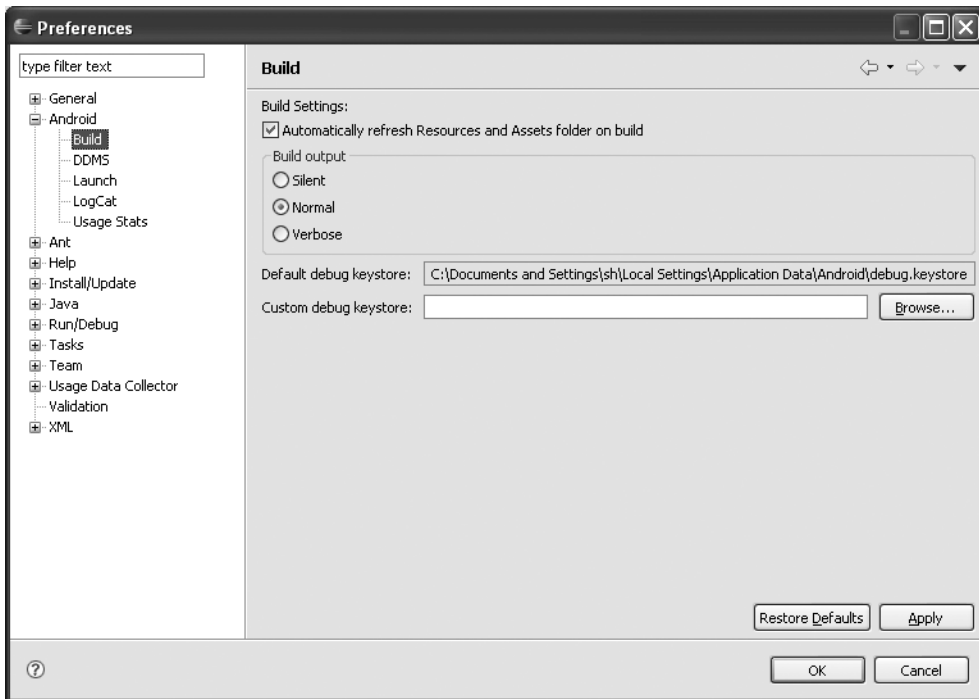 Preferences
type filter text
General
Android
Build
DDMS
Launch
LogCat
Usage Stats
Ant
Help
Install/Update
Java
Run/Debug
Tasks
Team
Usage Data Collector
Validation
XML
Build
Build Settings:
Automatically refresh Resources and Assets folder on build
Build output
Silent
Normal
Verbose
Default debug keystore: C:\Documents and Settings\sh\Local Settings\Application Data\Android\debug.keystore
Custom debug keystore: Browse...
Restore Defaults Apply
OK Cancel